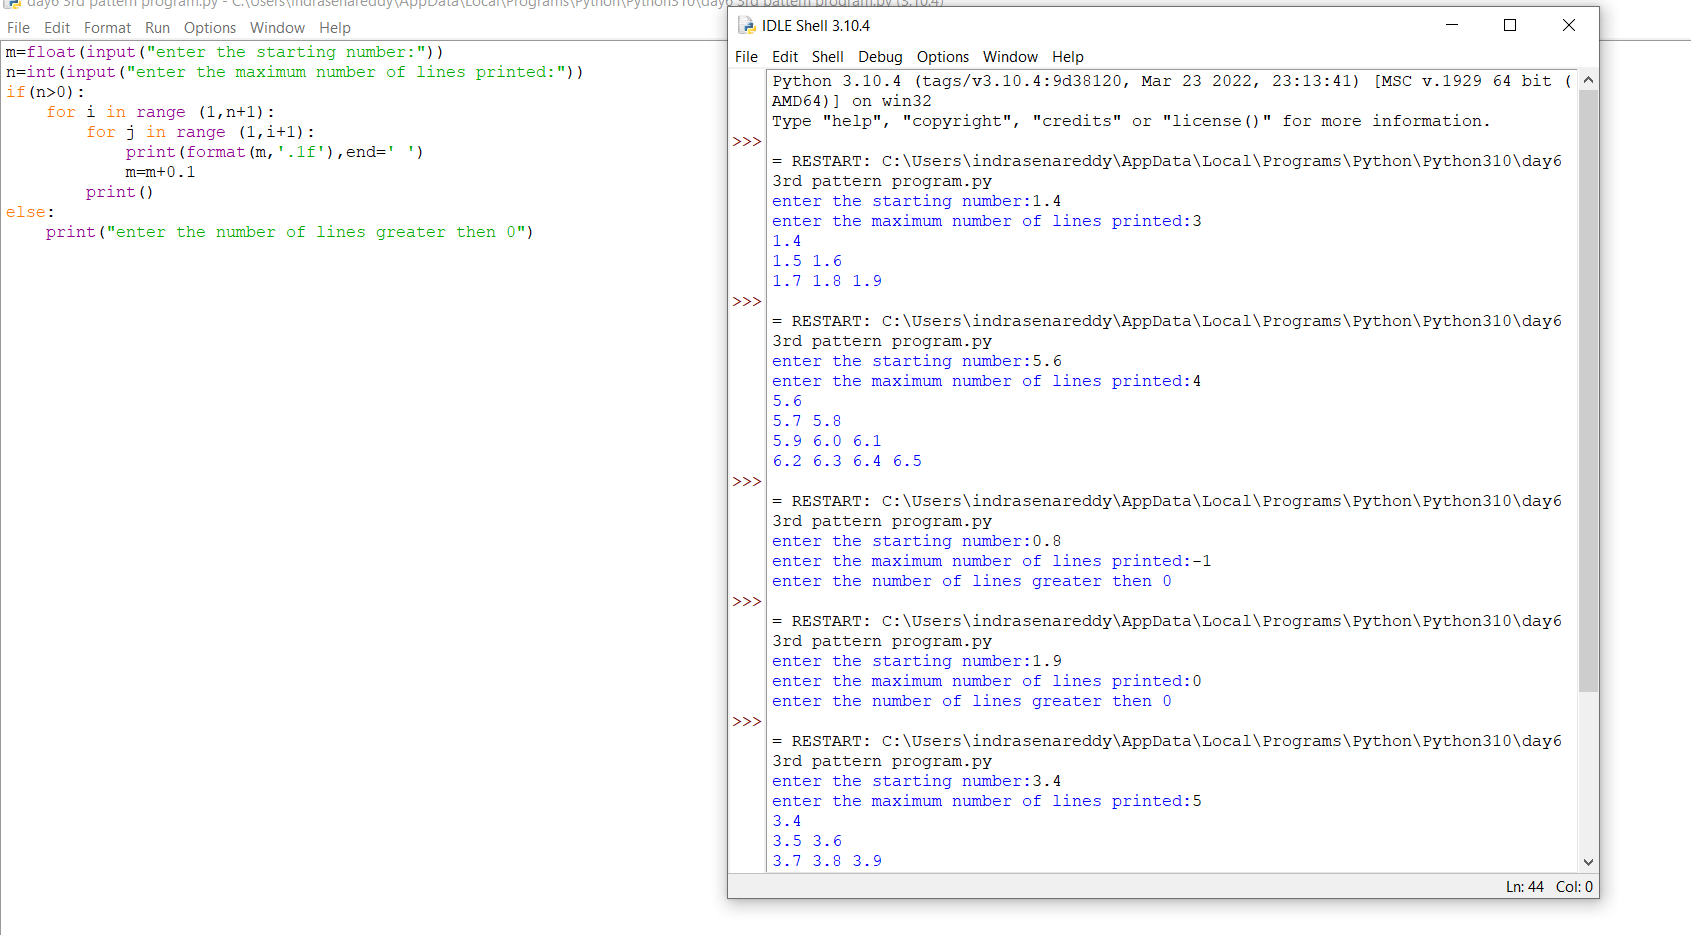 day6 3rd pattern program.py - C:\Users\indrasenareddy\AppData\Local\Programs\Python\Python310\day6 3rd pattern program.py (3.10.4)
File Edit Format Run Options Window Help
m=float(input("enter the starting number:"))
n=int(input("enter the maximum number of lines printed:"))
if(n>0):
    for i in range (1,n+1):
        for j in range (1,i+1):
            print(format(m,'.1f'),end=' ')
            m=m+0.1
        print()
else:
    print("enter the number of lines greater then 0")
IDLE Shell 3.10.4
File Edit Shell Debug Options Window Help
Python 3.10.4 (tags/v3.10.4:9d38120, Mar 23 2022, 23:13:41) [MSC v.1929 64 bit (
AMD64)] on win32
Type "help", "copyright", "credits" or "license()" for more information.
>>>
= RESTART: C:\Users\indrasenareddy\AppData\Local\Programs\Python\Python310\day6
3rd pattern program.py
enter the starting number:1.4
enter the maximum number of lines printed:3
1.4
1.5 1.6
1.7 1.8 1.9
>>>
= RESTART: C:\Users\indrasenareddy\AppData\Local\Programs\Python\Python310\day6
3rd pattern program.py
enter the starting number:5.6
enter the maximum number of lines printed:4
5.6
5.7 5.8
5.9 6.0 6.1
6.2 6.3 6.4 6.5
>>>
= RESTART: C:\Users\indrasenareddy\AppData\Local\Programs\Python\Python310\day6
3rd pattern program.py
enter the starting number:0.8
enter the maximum number of lines printed:-1
enter the number of lines greater then 0
>>>
= RESTART: C:\Users\indrasenareddy\AppData\Local\Programs\Python\Python310\day6
3rd pattern program.py
enter the starting number:1.9
enter the maximum number of lines printed:0
enter the number of lines greater then 0
>>>
= RESTART: C:\Users\indrasenareddy\AppData\Local\Programs\Python\Python310\day6
3rd pattern program.py
enter the starting number:3.4
enter the maximum number of lines printed:5
3.4
3.5 3.6
3.7 3.8 3.9
Ln: 44 Col: 0